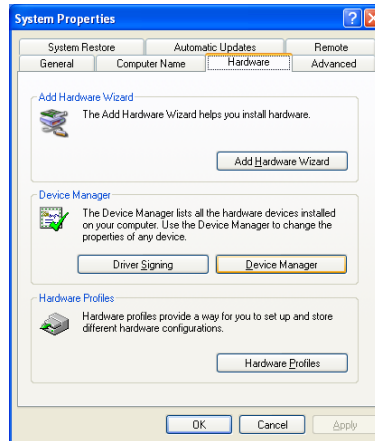 System Properties
System Restore Automatic Updates Remote
General Computer Name Hardware Advanced
Add Hardware Wizard
The Add Hardware Wizard helps you install hardware.
Add Hardware Wizard
Device Manager
The Device Manager lists all the hardware devices installed
on your computer. Use the Device Manager to change the
properties of any device.
Driver Signing Device Manager
Hardware Profiles
Hardware profiles provide a way for you to set up and store
different hardware configurations.
Hardware Profiles
OK Cancel Apply